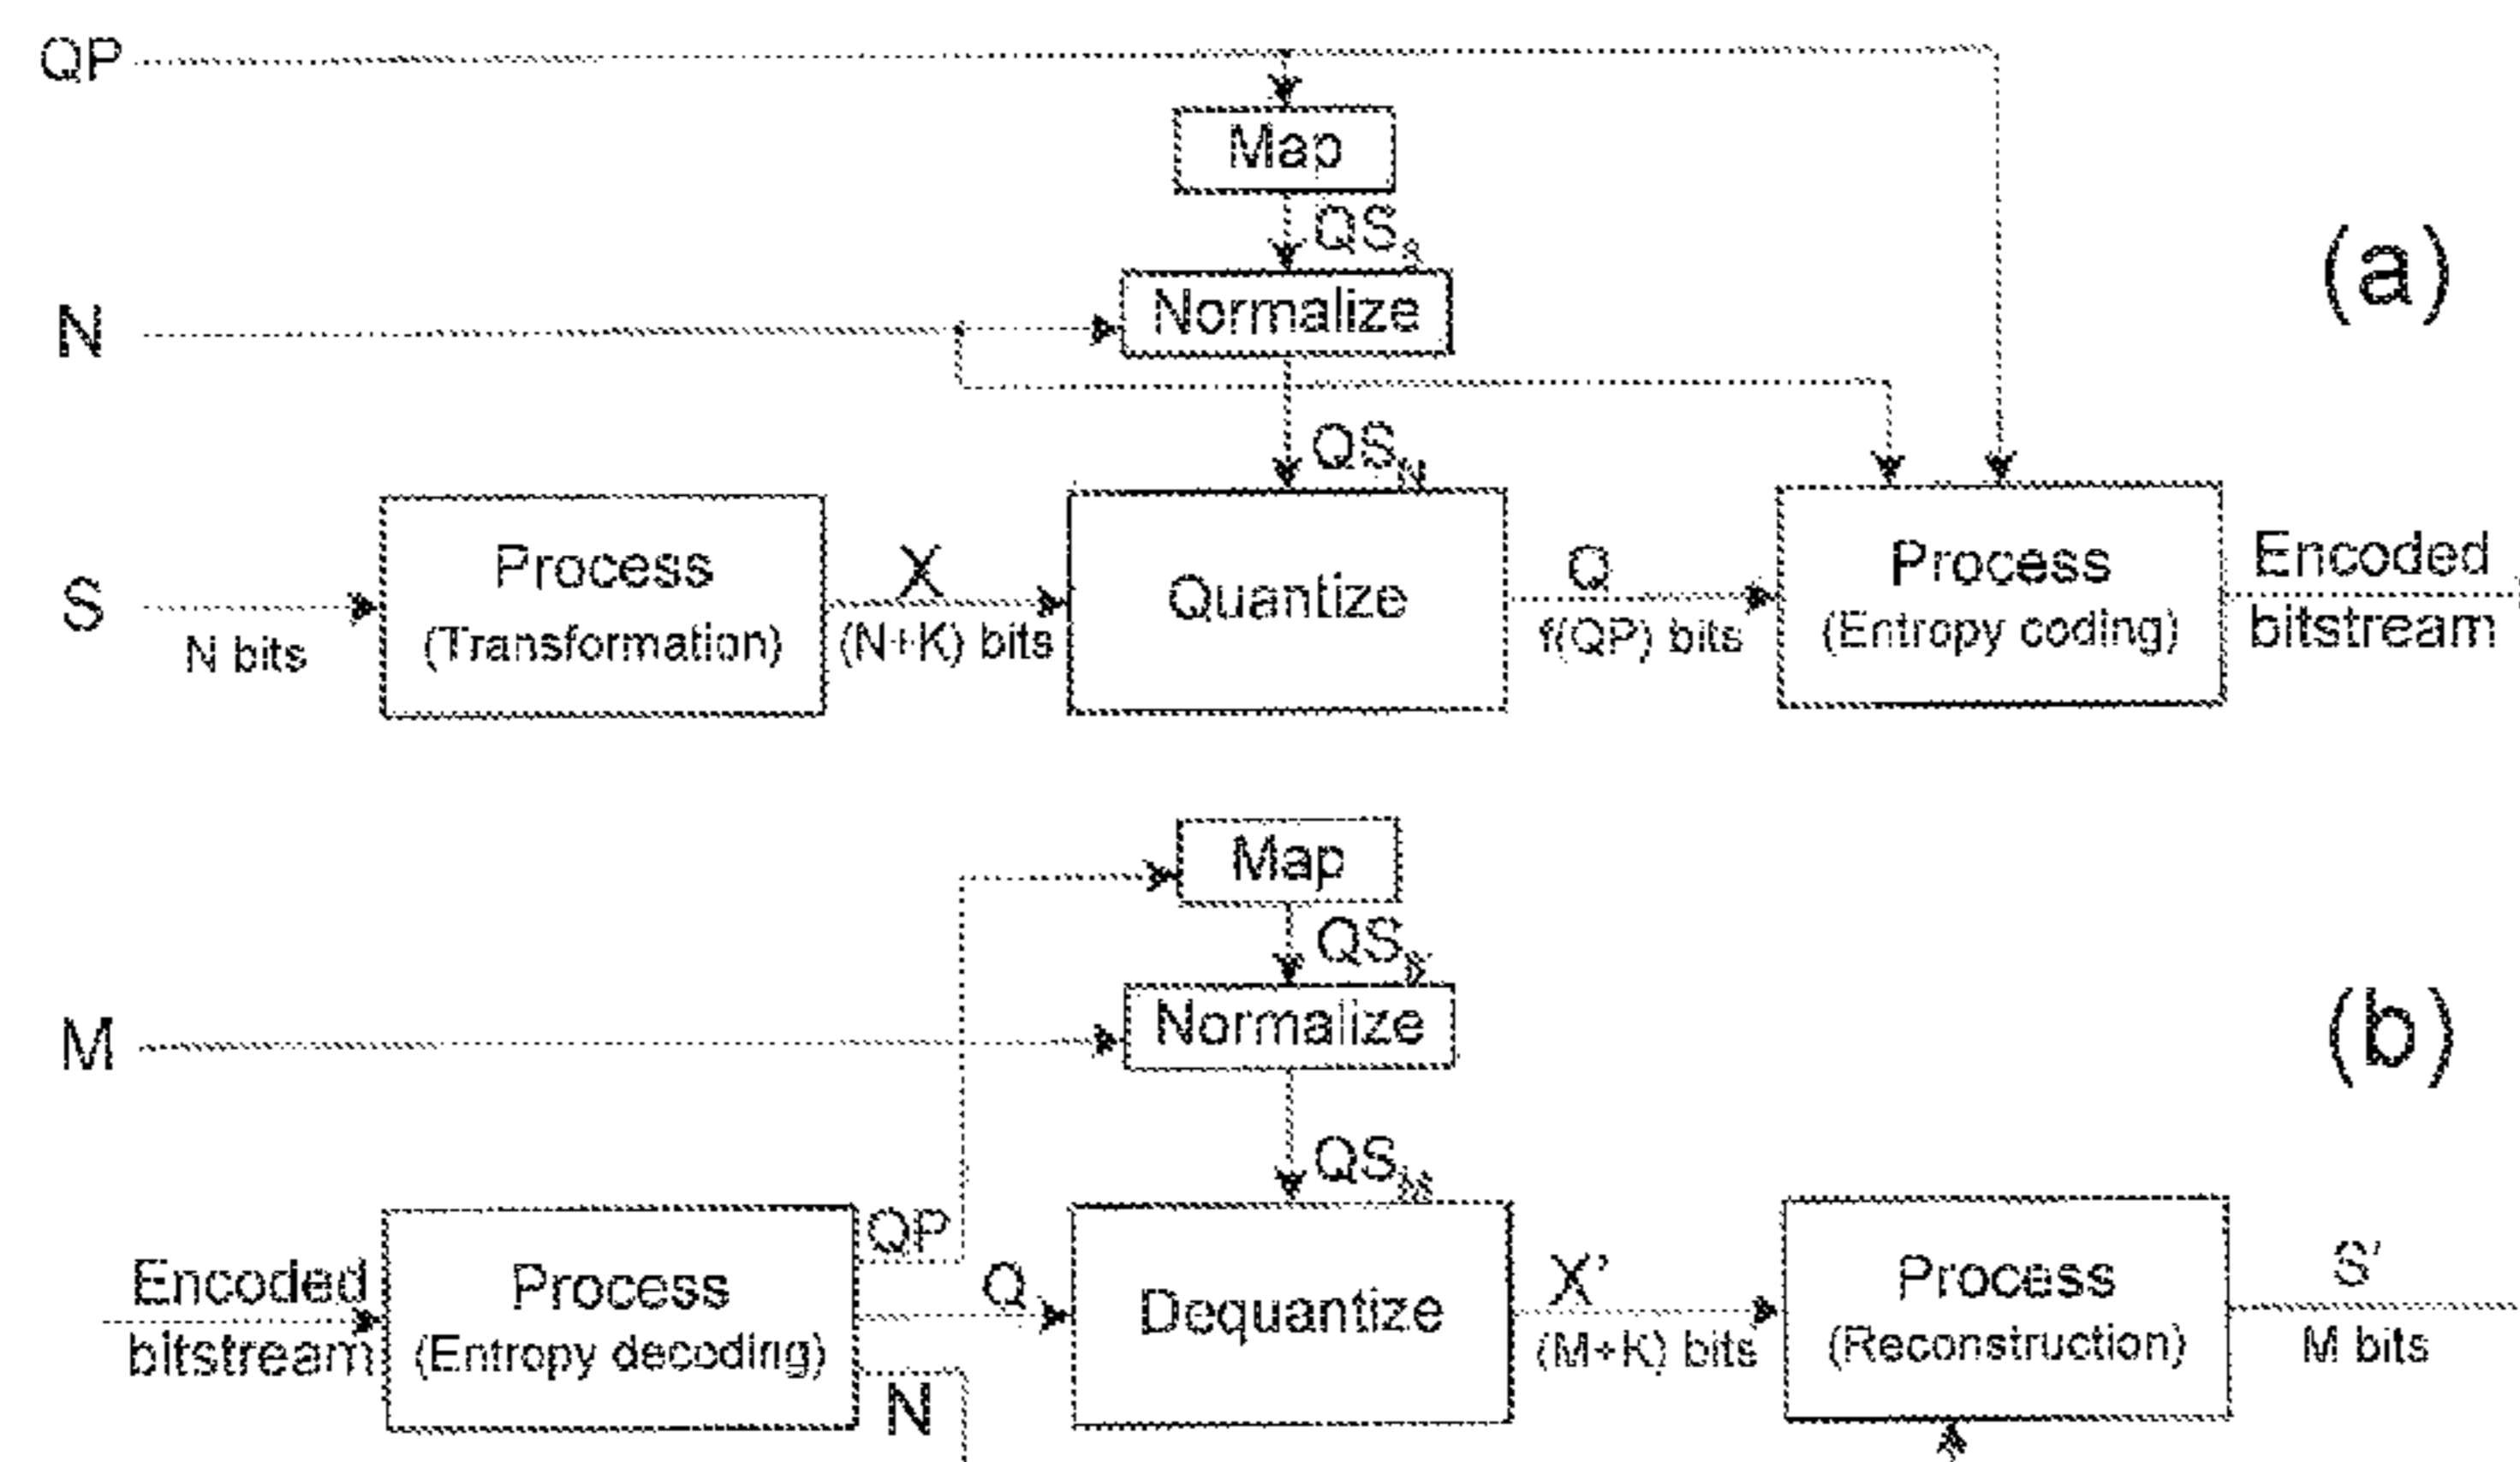 QP
Map
QS
N
Normalize
(a)
QS_N
S
N bits
Process
(Transformation)
X
(N+K) bits
Quantize
Q
f(QP) bits
Process
(Entropy coding)
Encoded
bitstream
Map
QS
M
Normalize
(b)
QS
Encoded
bitstream
Process
(Entropy decoding)
QP
Q
N
Dequantize
X'
(M+K) bits
Process
(Reconstruction)
S'
M bits